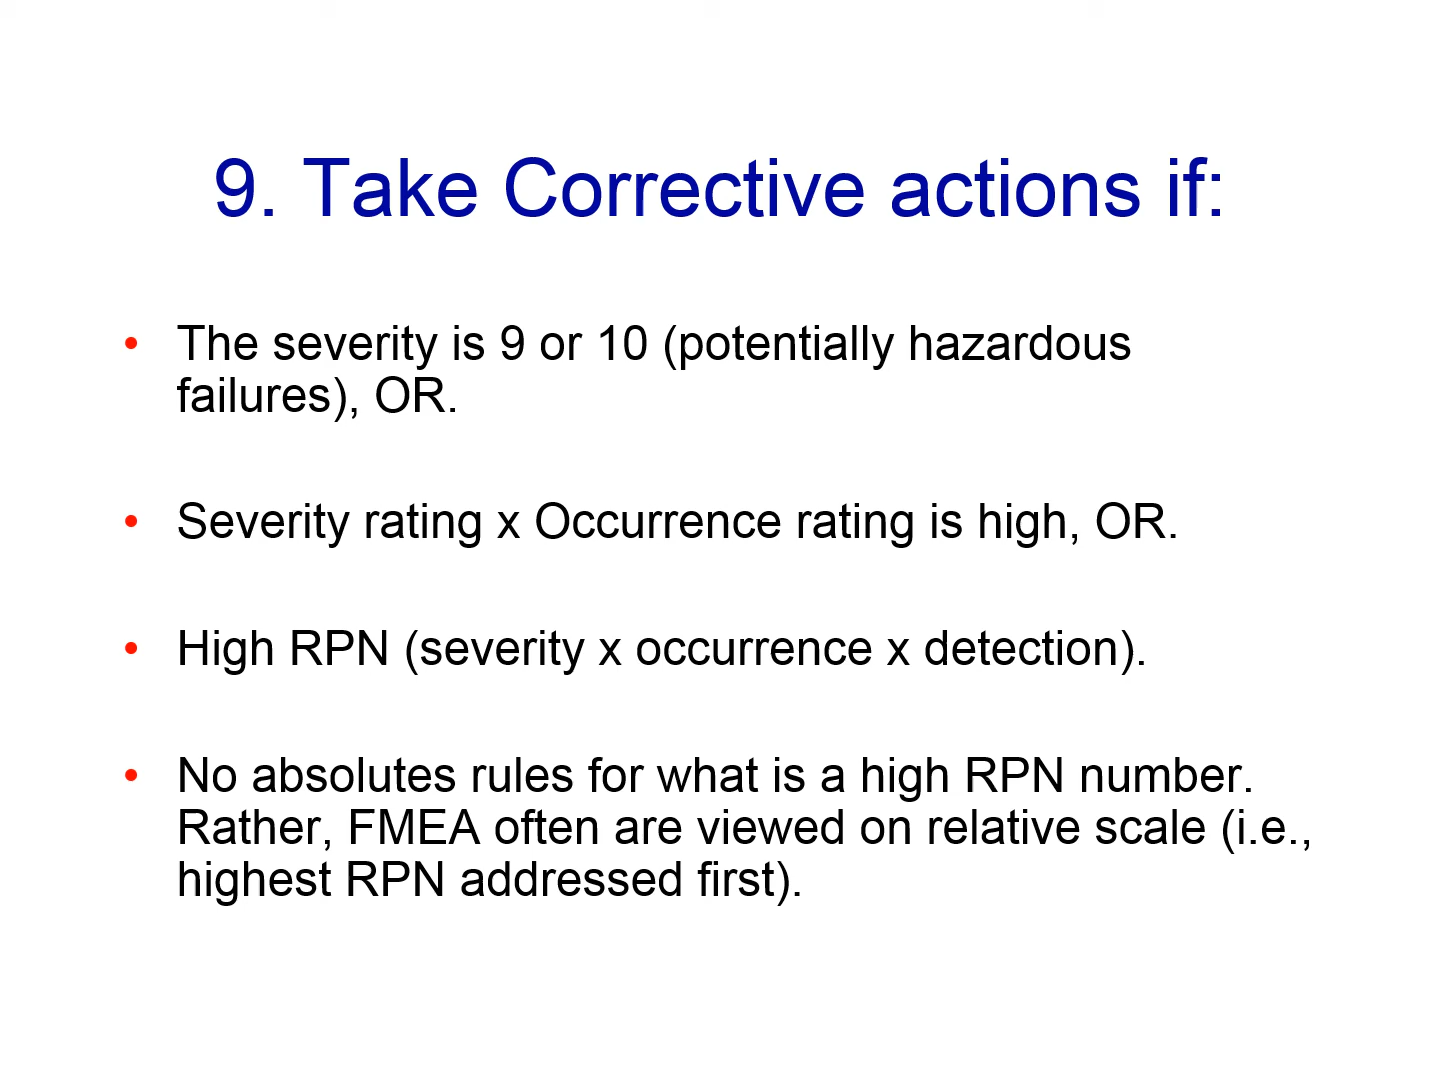 9. Take Corrective actions if:
• The severity is 9 or 10 (potentially hazardous
failures), OR.
• Severity rating x Occurrence rating is high, OR.
• High RPN (severity x occurrence x detection).
• No absolutes rules for what is a high RPN number.
Rather, FMEA often are viewed on relative scale (i.e.,
highest RPN addressed first).